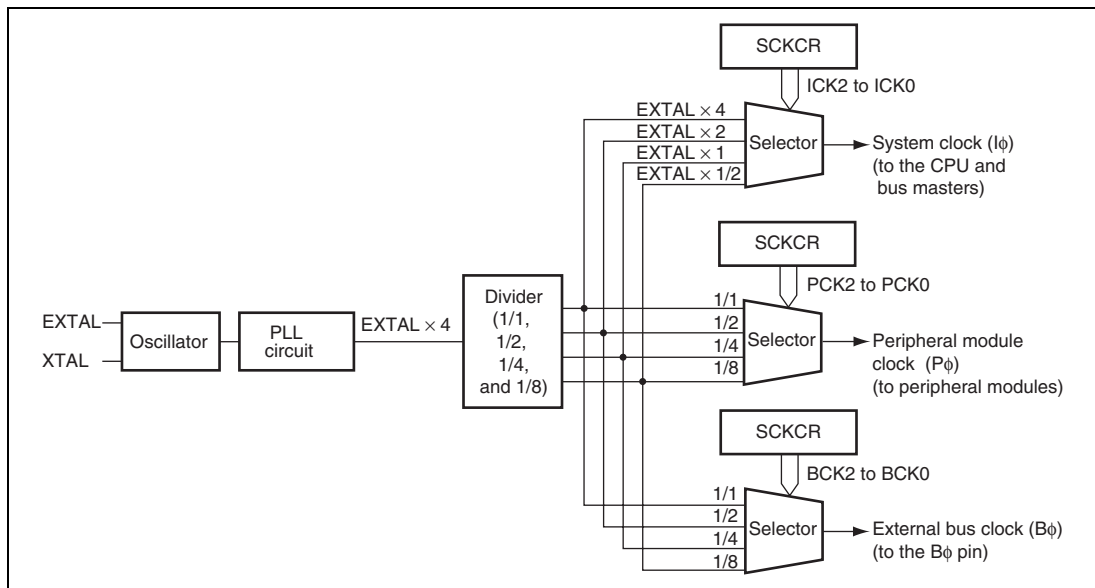 SCKCR
ICK2 to ICK0
EXTAL × 4
EXTAL × 2
EXTAL × 1
EXTAL × 1/2
Selector
System clock (Iϕ)
(to the CPU and
bus masters)
SCKCR
PCK2 to PCK0
EXTAL
XTAL
Oscillator
PLL
circuit
EXTAL × 4
Divider
(1/1,
1/2,
1/4,
and 1/8)
1/1
1/2
1/4
1/8
Selector
Peripheral module
clock (Pϕ)
(to peripheral modules)
SCKCR
BCK2 to BCK0
1/1
1/2
1/4
1/8
Selector
External bus clock (Bϕ)
(to the Bϕ pin)